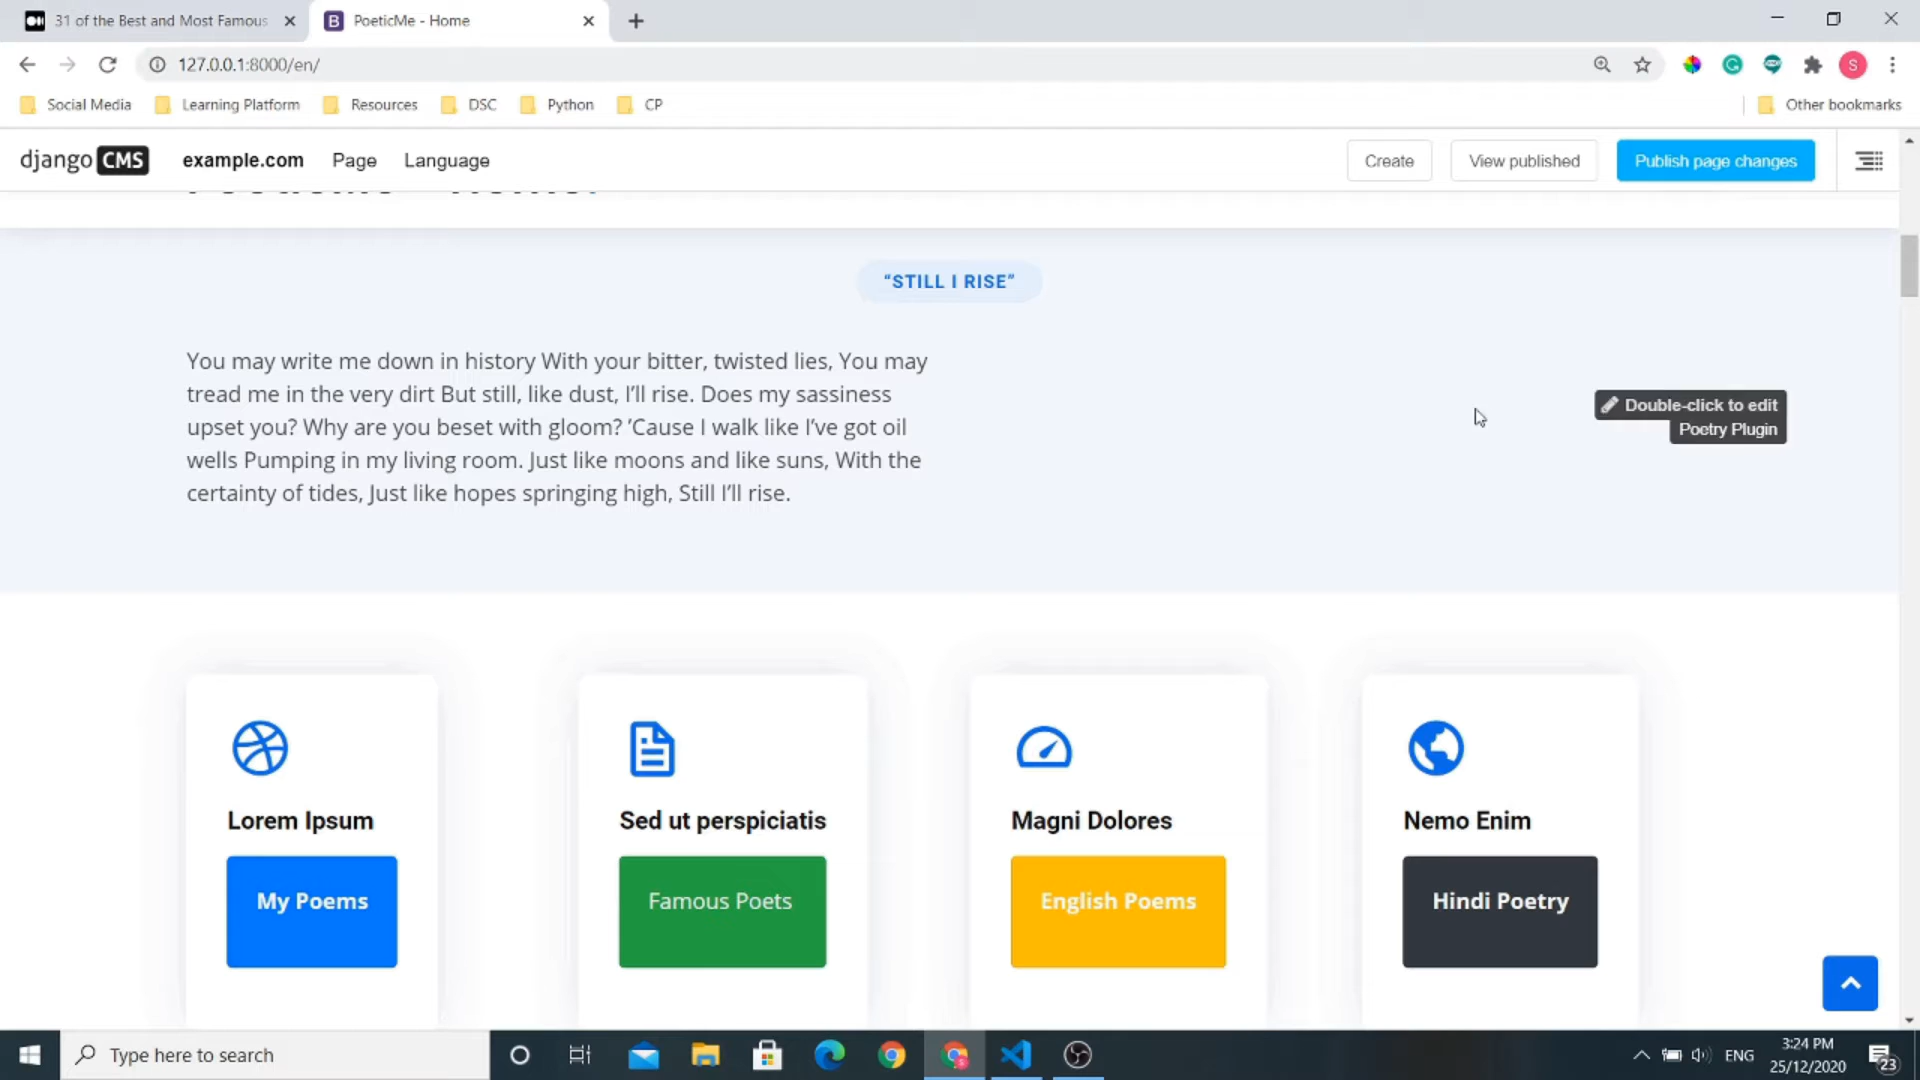 31 of the Best and Most Famous
PoeticMe - Home
127.0.0.1:8000/en/
Social Media
Learning Platform
Resources
DSC
Python
CP
Other bookmarks
django CMS
example.com
Page
Language
Create
View published
Publish page changes
“STILL I RISE”
You may write me down in history With your bitter, twisted lies, You may
tread me in the very dirt But still, like dust, I’ll rise. Does my sassiness
upset you? Why are you beset with gloom? ’Cause I walk like I’ve got oil
wells Pumping in my living room. Just like moons and like suns, With the
certainty of tides, Just like hopes springing high, Still I’ll rise.
Double-click to edit
Poetry Plugin
Lorem Ipsum
Sed ut perspiciatis
Magni Dolores
Nemo Enim
My Poems
Famous Poets
English Poems
Hindi Poetry
Type here to search
ENG
3:24 PM
25/12/2020
23